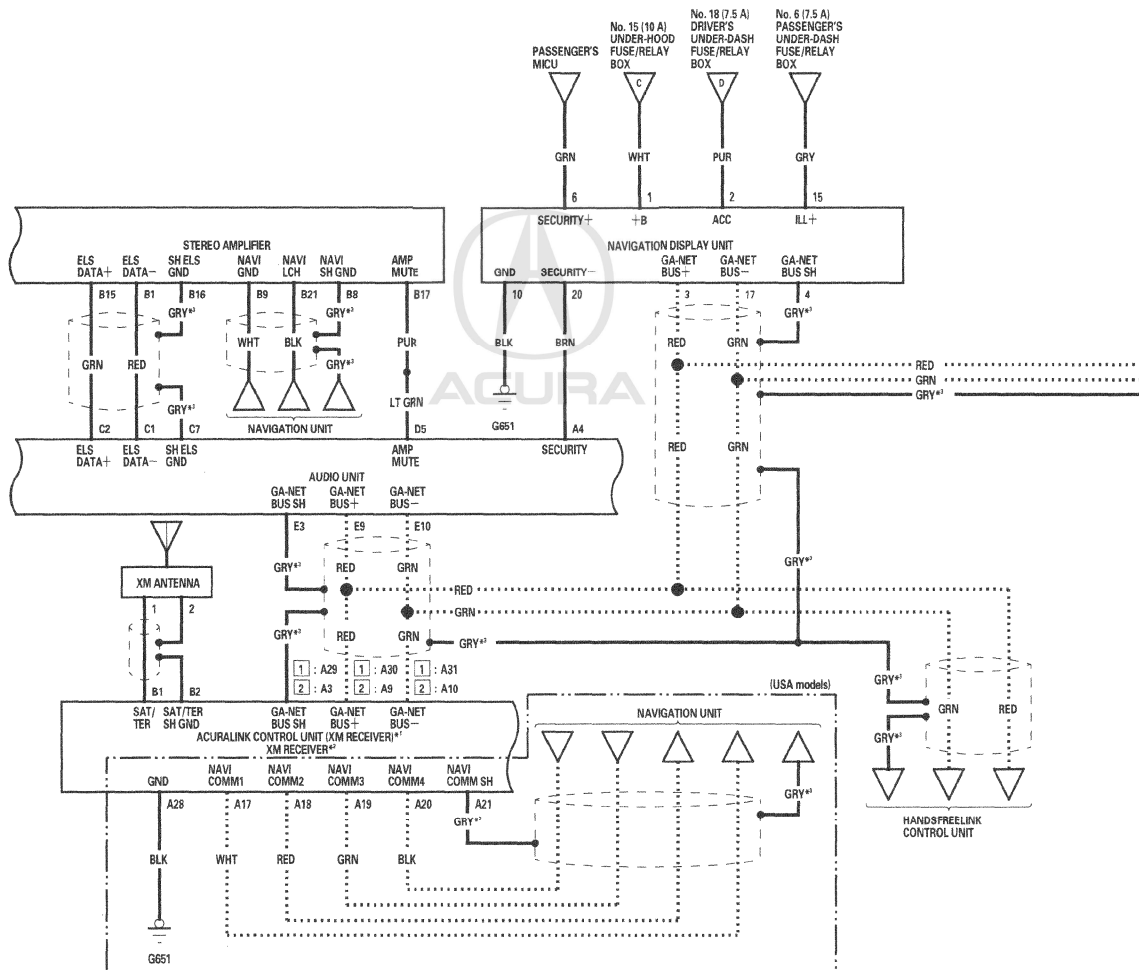 No. 15 (10 A) No. 18 (7.5 A) No. 6 (7.5 A)
UNDER-HOOD DRIVER'S PASSENGER'S
PASSENGER'S FUSE/RELAY UNDER-DASH UNDER-DASH
MICU BOX FUSE/RELAY FUSE/RELAY
BOX BOX
C D
GRN WHT PUR GRY
6 1 2 15
SECURITY+ +B ACC ILL+
STEREO AMPLIFIER NAVIGATION DISPLAY UNIT
ELS ELS SH ELS NAVI NAVI NAVI AMP
DATA+ DATA− GND GND LCH SH GND MUTE
GND SECURITY− GA-NET GA-NET GA-NET
BUS+ BUS− BUS SH
B15 B1 B16 B9 B21 B8 B17 10 20 3 17 4
GRY*3 GRY*3 GRY*3
GRN RED WHT BLK GRY*3 PUR BLK BRN RED GRN
ACURA
RED
GRN
GRY*3
GRY*3 LT GRN
NAVIGATION UNIT G651
C2 C1 C7 D5 A4
ELS ELS SH ELS AMP SECURITY
DATA+ DATA− GND MUTE
RED GRN
AUDIO UNIT
GA-NET GA-NET GA-NET
BUS SH BUS+ BUS−
E3 E9 E10
GRY*3 RED GRN GRY*3
XM ANTENNA
RED
1 2
GRN
GRY*3 RED GRN GRY*3
1 : A29 1 : A30 1 : A31
2 : A3 2 : A9 2 : A10
B1 B2
GRY*3 GRN RED
GRY*3
(USA models)
SAT/ SAT/TER GA-NET GA-NET GA-NET
TER SH GND BUS SH BUS+ BUS−
ACURALINK CONTROL UNIT (XM RECEIVER)*1
XM RECEIVER*2
NAVIGATION UNIT
GND NAVI NAVI NAVI NAVI NAVI
COMM1 COMM2 COMM3 COMM4 COMM SH
A28 A17 A18 A19 A20 A21
GRY*3 GRY*3
HANDSFREELINK
CONTROL UNIT
BLK WHT RED GRN BLK
G651